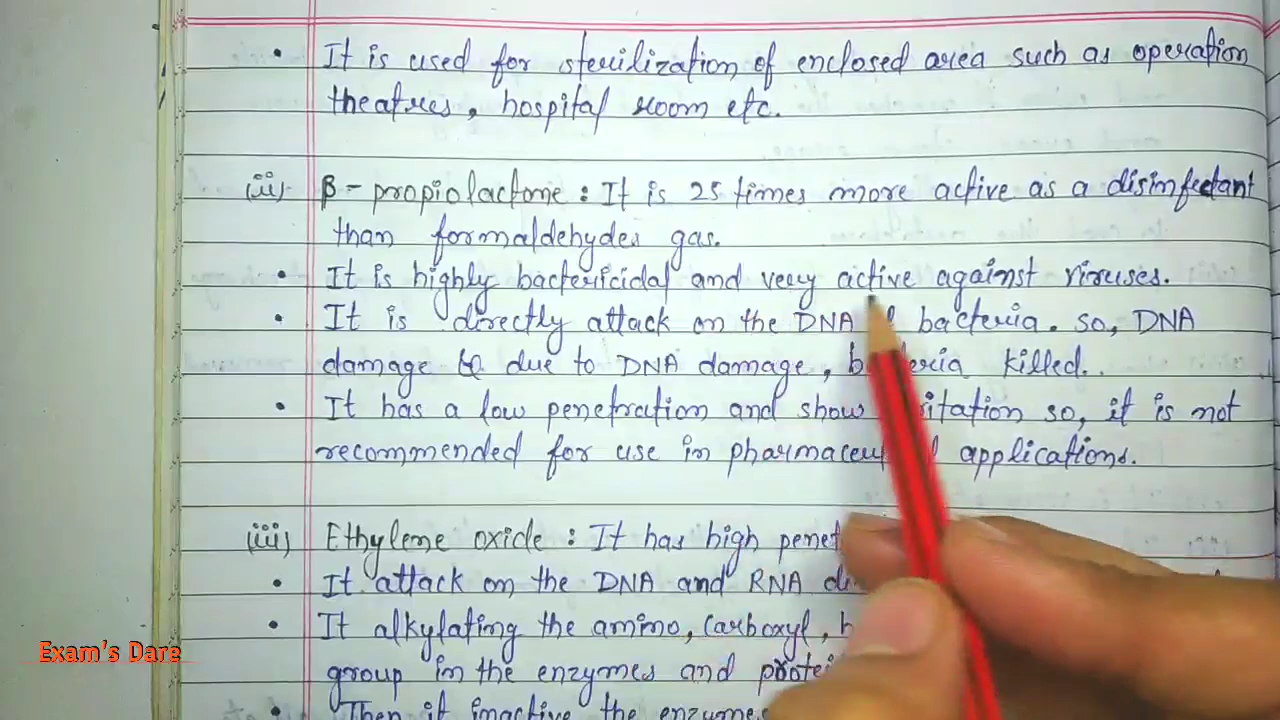 • It is used for sterilization of enclosed area such as operation
theatres, hospital room etc.
(ii) β-propiolactone : It is 25 times more active as a disinfectant
than formaldehydes gas.
• It is highly bactericidal and very active against viruses.
• It is directly attack on the DNA bacteria. so, DNA
damage & due to DNA damage, killed.
• It has a low penetration and show so, it is not
recommended for use in applications.
(iii) Ethylene oxide : It has high
• It attack on the DNA and RNA
• It alkylating the amino, carboxyl,
group in the enzymes and
• Then it inactive the enzymes
Exam's Dare